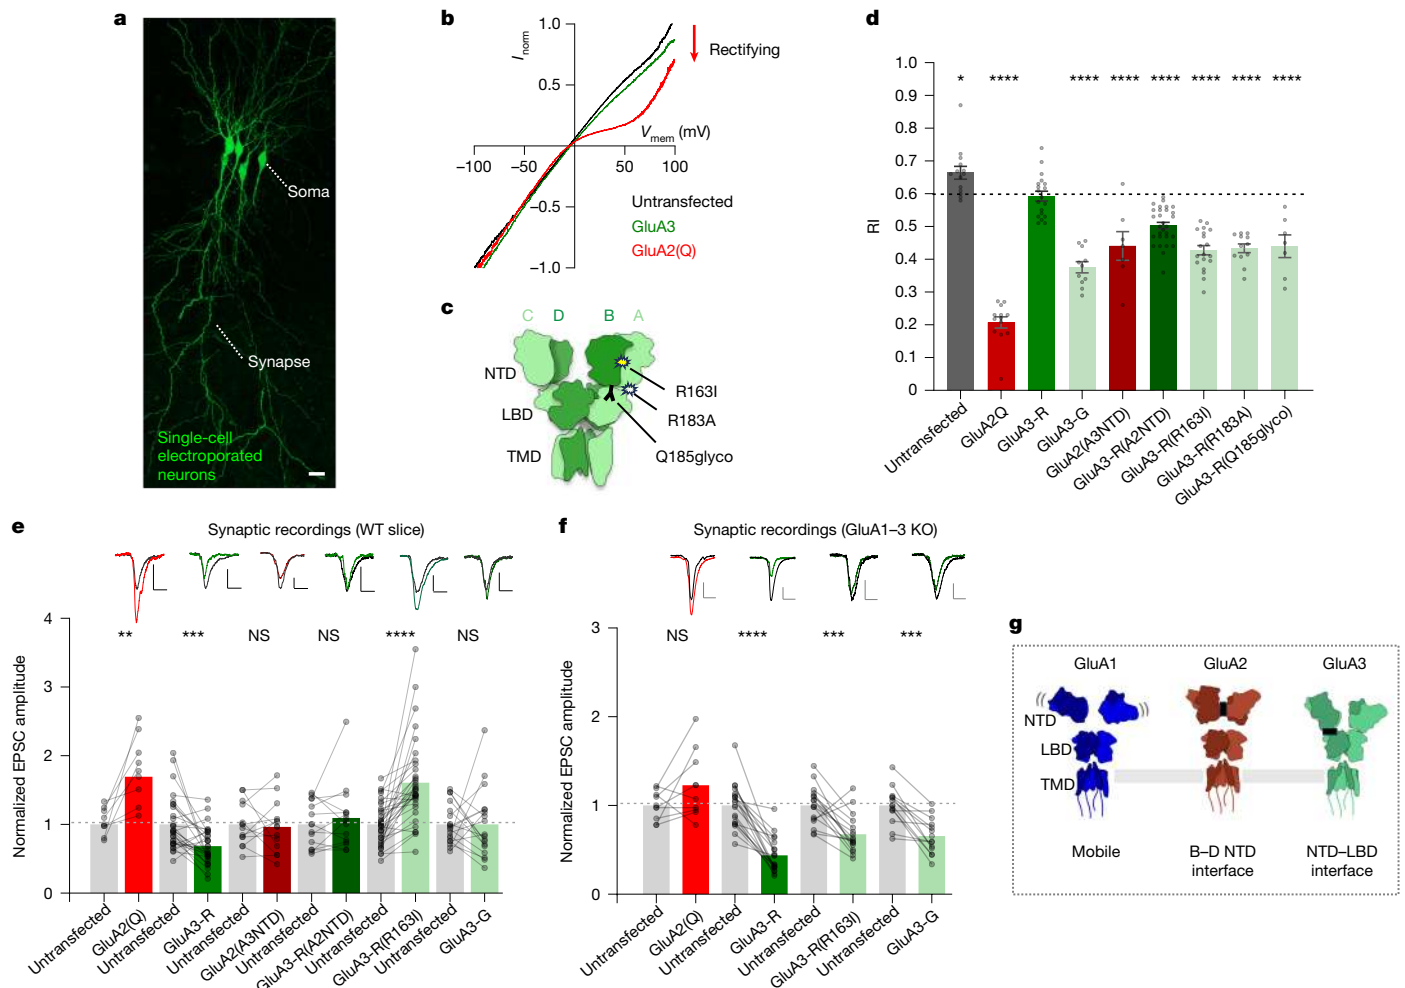 a
Soma
Synapse
Single-cell
electroporated
neurons
b
1.0
0.5
−0.5
−1.0
I norm
Rectifying
V mem (mV)
−100
−50
0
50
100
Untransfected
GluA3
GluA2(Q)
c
C D B A
NTD
LBD
TMD
R163I
R183A
Q185glyco
d
RI
1.0
0.9
0.8
0.7
0.6
0.5
0.4
0.3
0.2
0.1
0
* **** **** **** **** **** **** ****
Untransfected
GluA2Q
GluA3-R
GluA3-G
GluA2(A3NTD)
GluA3-R(A2NTD)
GluA3-R(R163I)
GluA3-R(R183A)
GluA3-R(Q185glyco)
e
Synaptic recordings (WT slice)
Normalized EPSC amplitude
4
3
2
1
0
** *** NS NS **** NS
Untransfected
GluA2(Q)
Untransfected
GluA3-R
Untransfected
GluA2(A3NTD)
Untransfected
GluA3-R(A2NTD)
Untransfected
GluA3-R(R163I)
Untransfected
GluA3-G
f
Synaptic recordings (GluA1–3 KO)
Normalized EPSC amplitude
3
2
1
0
NS **** *** ***
Untransfected
GluA2(Q)
Untransfected
GluA3-R
Untransfected
GluA3-R(R163I)
Untransfected
GluA3-G
g
GluA1 GluA2 GluA3
NTD
LBD
TMD
Mobile
B–D NTD
interface
NTD–LBD
interface